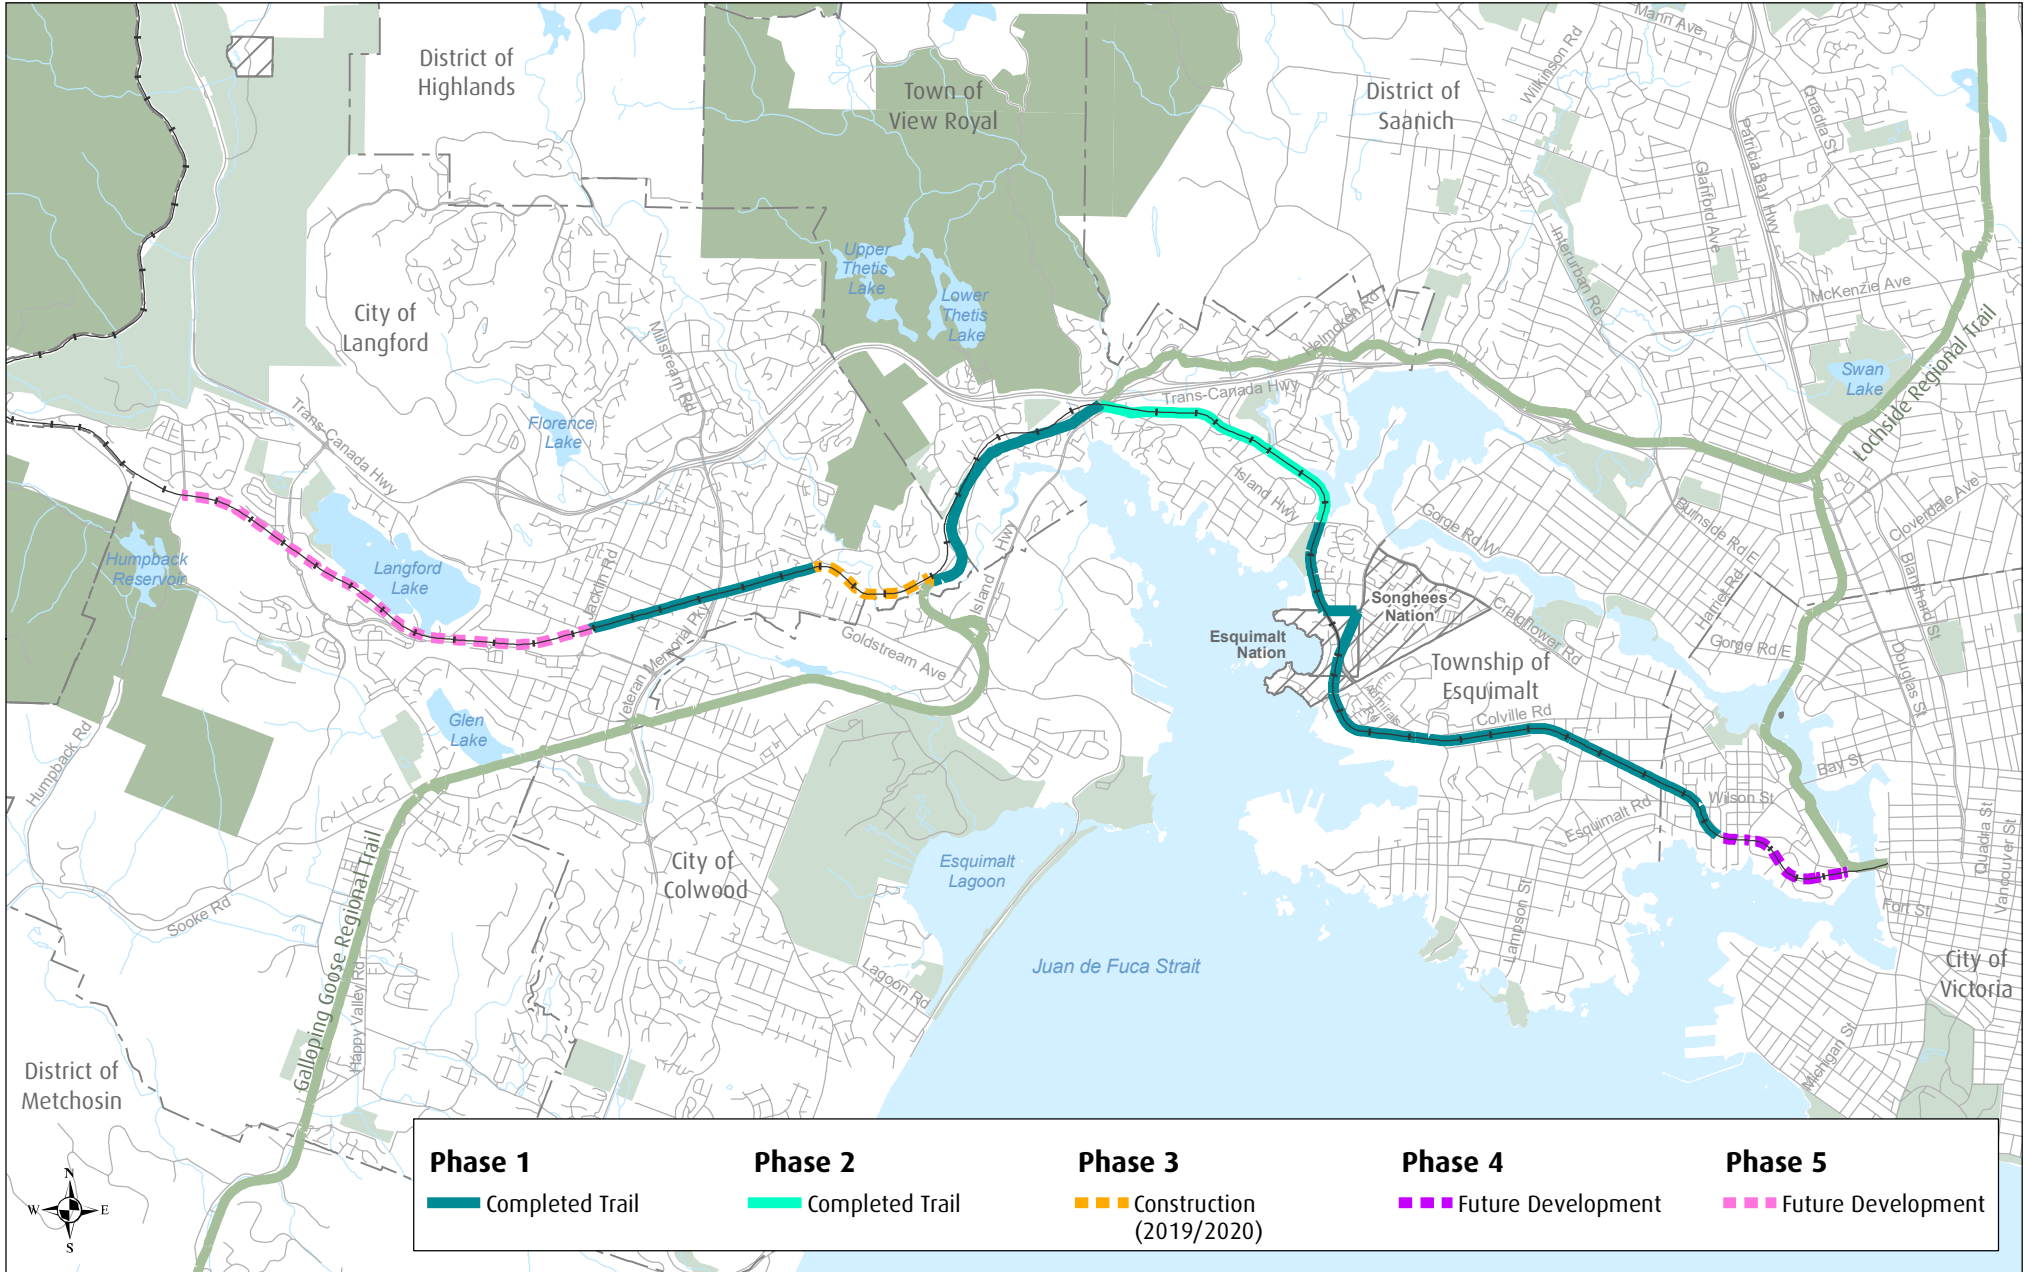 Mann Ave
Wilkinson Rd
District of
Highlands
Town of
View Royal
District of
Saanich
Quadra St
Patricia Bay Hwy
Glanford Ave
Interurban Rd
Upper
Thetis
Lake
Lower
Thetis
Lake
McKenzie Ave
City of
Langford
Millstream Rd
Helmcken Rd
Trans-Canada Hwy
Swan
Lake
Lochside Regional Trail
Trans-Canada Hwy
Florence
Lake
Island Hwy
Gorge Rd W
Burnside Rd E
Cloverdale Ave
Humpback
Reservoir
Langford
Lake
Jacklin Rd
Island Hwy
Harriet Rd
Blanshard St
Songhees
Nation
Esquimalt
Nation
Craigflower Rd
Gorge Rd E
Goldstream Ave
Veteran Memorial Pky
Township of
Esquimalt
Admirals
Rd
Colville Rd
Douglas St
Glen
Lake
Humpback Rd
Bay St
Wilson St
Esquimalt Rd
Quadra St
Vancouver St
City of
Colwood
Esquimalt
Lagoon
Lampson St
Fort St
Sooke Rd
Galloping Goose Regional Trail
Happy Valley Rd
Lagoon Rd
Juan de Fuca Strait
City of
Victoria
Michigan St
District of
Metchosin
N
W
E
S
Phase 1
Completed Trail
Phase 2
Completed Trail
Phase 3
Construction
(2019/2020)
Phase 4
Future Development
Phase 5
Future Development